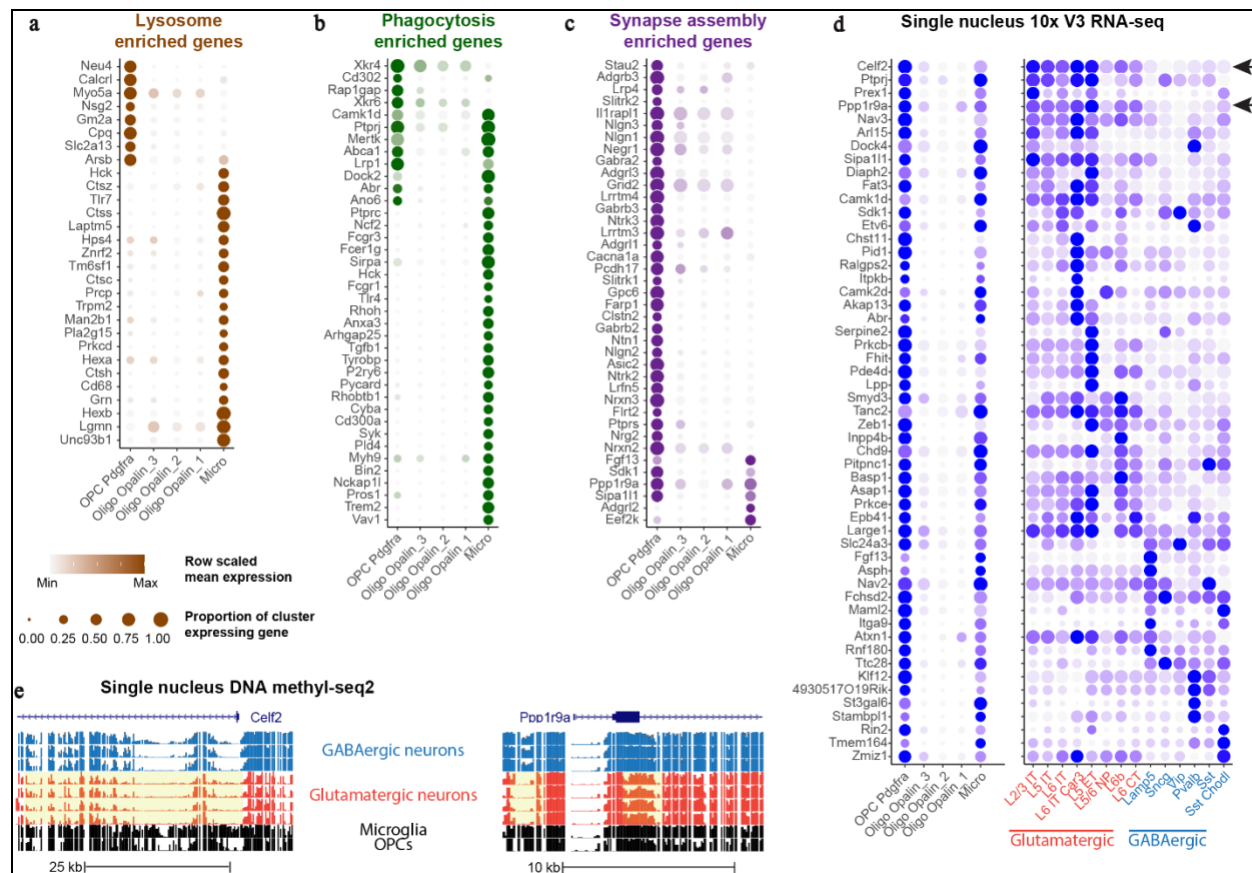 a
Lysosome
enriched genes
Neu4
Calcrl
Myo5a
Nsg2
Gm2a
Cpq
Slc2a13
Arsb
Hck
Ctsz
Tlr7
Ctss
Laptm5
Hps4
Znrf2
Tm6sf1
Ctsc
Prcp
Trpm2
Man2b1
Pla2g15
Prkcd
Hexa
Ctsh
Cd68
Grn
Hexb
Lgmn
Unc93b1
OPC Pdgfra
Oligo Opalin_3
Oligo Opalin_2
Oligo Opalin_1
Micro
Min
Max
Row scaled
mean expression
0.00 0.25 0.50 0.75 1.00
Proportion of cluster
expressing gene
b
Phagocytosis
enriched genes
Xkr4
Cd302
Rap1gap
Xkr6
Camk1d
Ptprj
Mertk
Abca1
Lrp1
Dock2
Abr
Ano6
Ptprc
Ncf2
Fcgr3
Fcer1g
Sirpa
Hck
Fcgr1
Tlr4
Rhoh
Anxa3
Arhgap25
Tgfb1
Tyrobp
P2ry6
Pycard
Rhobtb1
Cyba
Cd300a
Syk
Pld4
Myh9
Bin2
Nckap1l
Pros1
Trem2
Vav1
OPC Pdgfra
Oligo Opalin_3
Oligo Opalin_2
Oligo Opalin_1
Micro
c
Synapse assembly
enriched genes
Stau2
Adgrb3
Lrp4
Slitrk2
Il1rapl1
Nlgn3
Nlgn1
Negr1
Gabra2
Adgrl3
Grid2
Lrrtm4
Gabrb3
Ntrk3
Lrrtm3
Adgrl1
Cacna1a
Pcdh17
Slitrk1
Gpc6
Farp1
Clstn2
Gabrb2
Ntn1
Nlgn2
Asic2
Ntrk2
Lrfn5
Nrxn3
Flrt2
Ptprs
Nrg2
Nrxn2
Fgf13
Sdk1
Ppp1r9a
Sipa1l1
Adgrl2
Eef2k
OPC Pdgfra
Oligo Opalin_3
Oligo Opalin_2
Oligo Opalin_1
Micro
d
Single nucleus 10x V3 RNA-seq
Celf2
Ptprj
Prex1
Ppp1r9a
Nav3
Arl15
Dock4
Sipa1l1
Diaph2
Fat3
Camk1d
Sdk1
Etv6
Chst11
Pid1
Ralgps2
Itpkb
Camk2d
Akap13
Abr
Serpine2
Prkcb
Fhit
Pde4d
Lpp
Smyd3
Tanc2
Zeb1
Inpp4b
Chd9
Pitpnc1
Basp1
Asap1
Prkce
Epb41
Large1
Slc24a3
Fgf13
Asph
Nav2
Fchsd2
Maml2
Itga9
Atxn1
Rnf180
Ttc28
Klf12
4930517O19Rik
St3gal6
Stambpl1
Rin2
Tmem164
Zmiz1
OPC Pdgfra
Oligo Opalin_3
Oligo Opalin_2
Oligo Opalin_1
Micro
L2/3 IT
L5 IT
L6 IT
L6 IT Car3
L5 ET
L5/6 NP
L6b
L6 CT
Lamp5
Sncg
Vip
Pvalb
Sst
Sst Chodl
Glutamatergic
GABAergic
e
Single nucleus DNA methyl-seq2
Celf2
Ppp1r9a
GABAergic neurons
Glutamatergic neurons
Microglia
OPCs
25 kb
10 kb